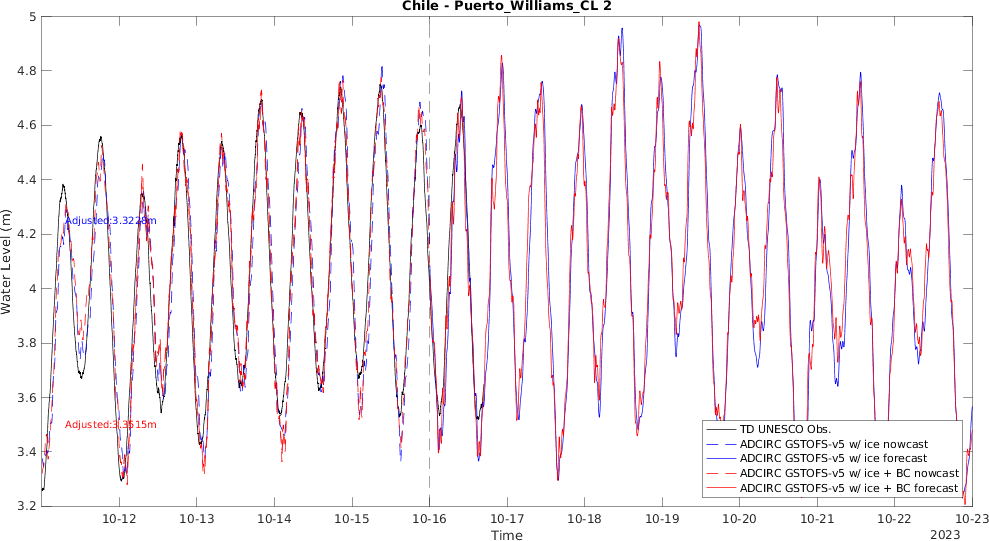 Chile - Puerto_Williams_CL 2
Water Level (m)
5
4.8
4.6
4.4
4.2
4
3.8
3.6
3.4
3.2
Adjusted:3.3228m
Adjusted:3.3515m
TD UNESCO Obs.
ADCIRC GSTOFS-v5 w/ ice nowcast
ADCIRC GSTOFS-v5 w/ ice forecast
ADCIRC GSTOFS-v5 w/ ice + BC nowcast
ADCIRC GSTOFS-v5 w/ ice + BC forecast
10-12 10-13 10-14 10-15 10-16 10-17 10-18 10-19 10-20 10-21 10-22 10-23
Time
2023